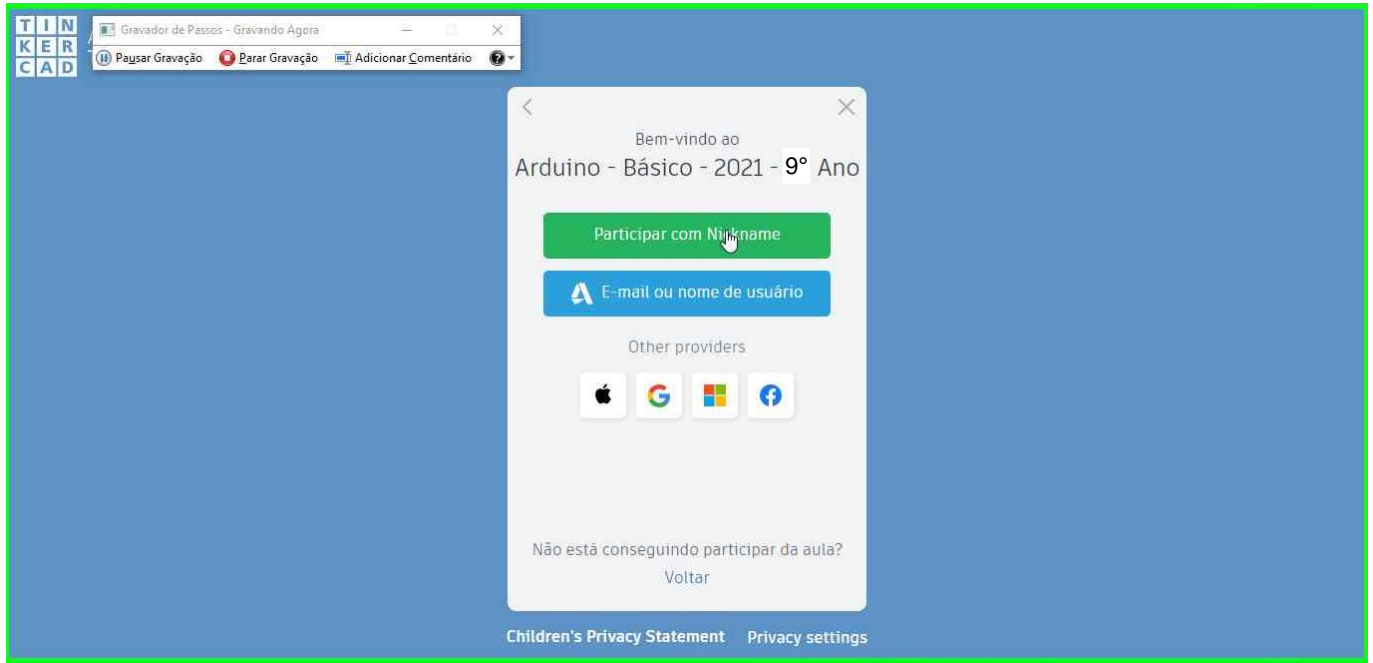 TIN
KER
CAD
A
Gravador de Passos - Gravando Agora
Pausar Gravação Parar Gravação Adicionar Comentário
Bem-vindo ao
Arduino - Básico - 2021 - 9° Ano
Participar com Nickname
E-mail ou nome de usuário
Other providers
Não está conseguindo participar da aula?
Voltar
Children's Privacy Statement Privacy settings